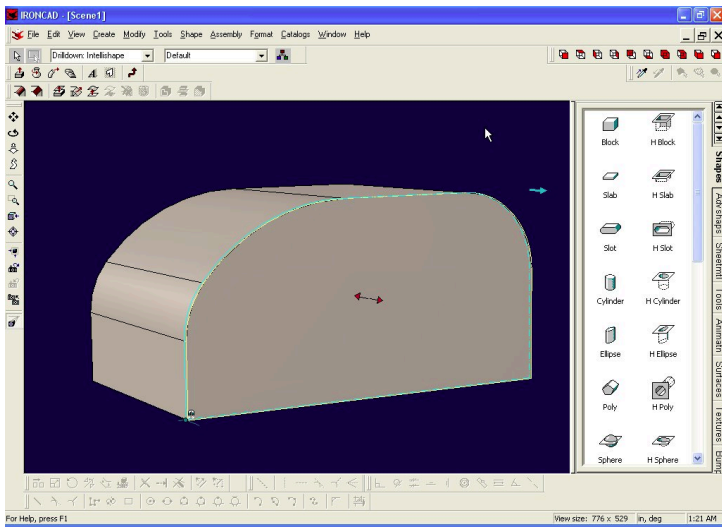 IRONCAD - [Scene1]
File Edit View Create Modify Tools Shape Assembly Format Catalogs Window Help
Drilldown: Intellishape Default
Block H Block
Slab H Slab
Slot H Slot
Cylinder H Cylinder
Ellipse H Ellipse
Poly H Poly
Sphere H Sphere
Shapes
Adv shaps
Sheetmtl
Tools
Animatn
Surfaces
Textures
Bump
For Help, press F1
View size: 776 x 529 in, deg 1:21 AM